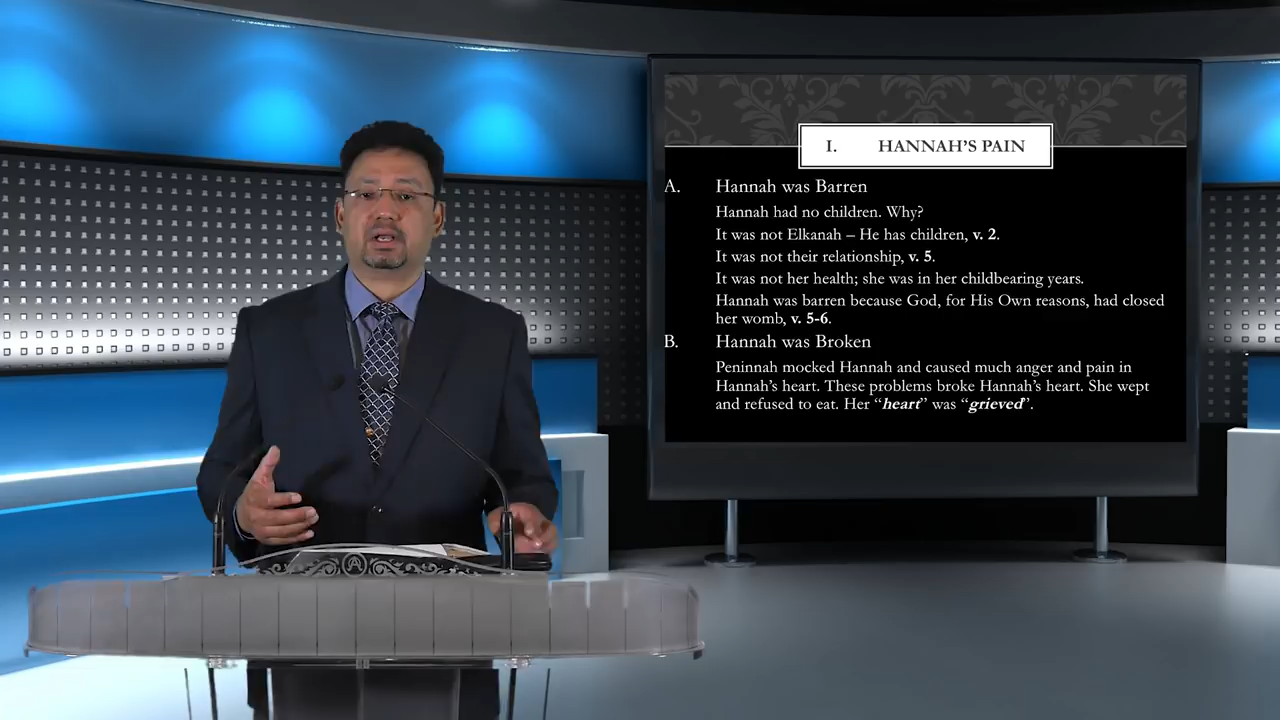 I. HANNAH'S PAIN
A. Hannah was Barren
Hannah had no children. Why?
It was not Elkanah – He has children, v. 2.
It was not their relationship, v. 5.
It was not her health; she was in her childbearing years.
Hannah was barren because God, for His Own reasons, had closed
her womb, v. 5-6.
B. Hannah was Broken
Peninnah mocked Hannah and caused much anger and pain in
Hannah's heart. These problems broke Hannah's heart. She wept
and refused to eat. Her “heart” was “grieved”.
A